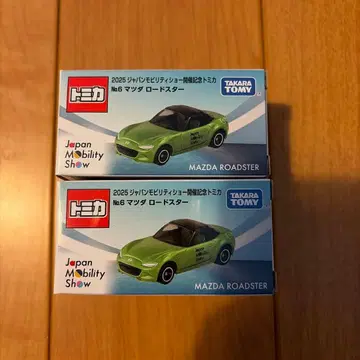 トミカ
2025 ジャパンモビリティショー開催記念トミカ
No.6 マツダ ロードスター
TAKARA
TOMY
Japan
Mobility
Show
MAZDA ROADSTER
トミカ
2025 ジャパンモビリティショー開催記念トミカ
No.6 マツダ ロードスター
TAKARA
TOMY
Japan
Mobility
Show
MAZDA ROADSTER